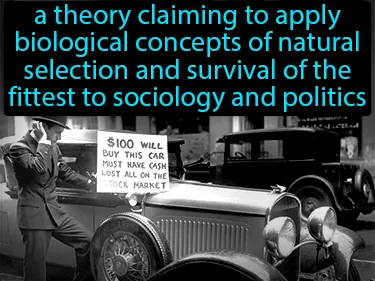 a theory claiming to apply
biological concepts of natural
selection and survival of the
fittest to sociology and politics
$100 WILL
BUY THIS CAR
MUST HAVE CASH
LOST ALL ON THE
STOCK MARKET